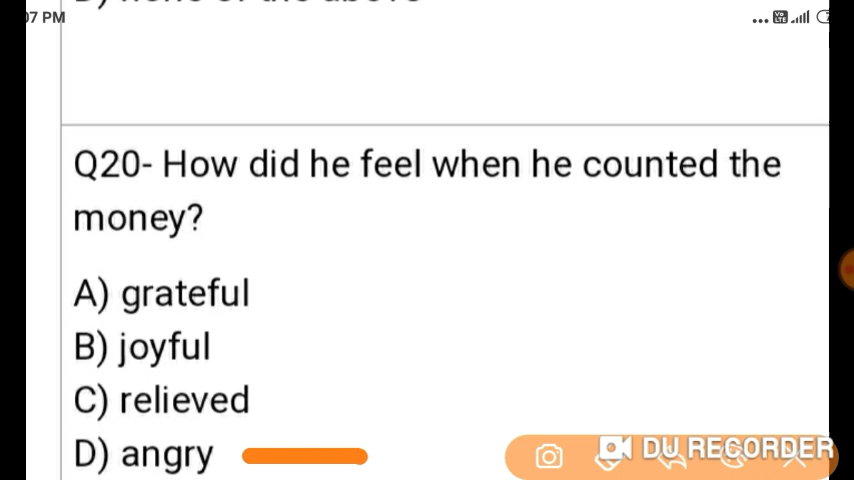 07 PM
Q20- How did he feel when he counted the
money?
A) grateful
B) joyful
C) relieved
D) angry
DU RECORDER